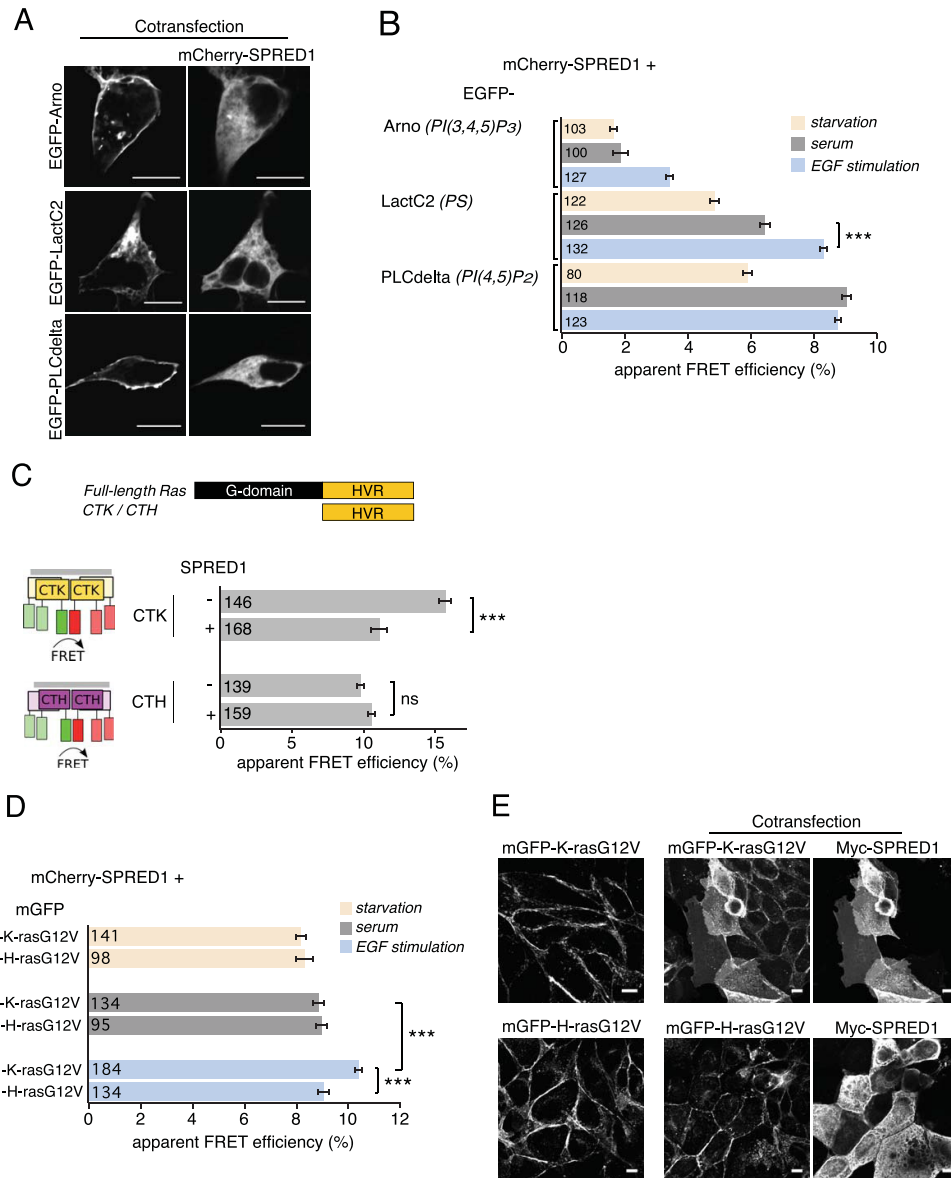 A
Cotransfection
mCherry-SPRED1
EGFP-Arno
EGFP-LactC2
EGFP-PLCdelta
B
mCherry-SPRED1 +
EGFP-
Arno (PI(3,4,5)P3)
LactC2 (PS)
PLCdelta (PI(4,5)P2)
103
100
127
122
126
132
80
118
123
starvation
serum
EGF stimulation
***
0 2 4 6 8 10
apparent FRET efficiency (%)
C
Full-length Ras G-domain HVR
CTK / CTH HVR
SPRED1
CTK CTK
FRET
CTK
- 146
+ 168
***
CTH CTH
FRET
CTH
- 139
+ 159
ns
0 5 10 15
apparent FRET efficiency (%)
D
mCherry-SPRED1 +
mGFP
starvation
serum
EGF stimulation
-K-rasG12V 141
-H-rasG12V 98
-K-rasG12V 134
-H-rasG12V 95
-K-rasG12V 184
-H-rasG12V 134
***
***
0 2 4 6 8 10 12
apparent FRET efficiency (%)
E
Cotransfection
mGFP-K-rasG12V mGFP-K-rasG12V Myc-SPRED1
mGFP-H-rasG12V mGFP-H-rasG12V Myc-SPRED1